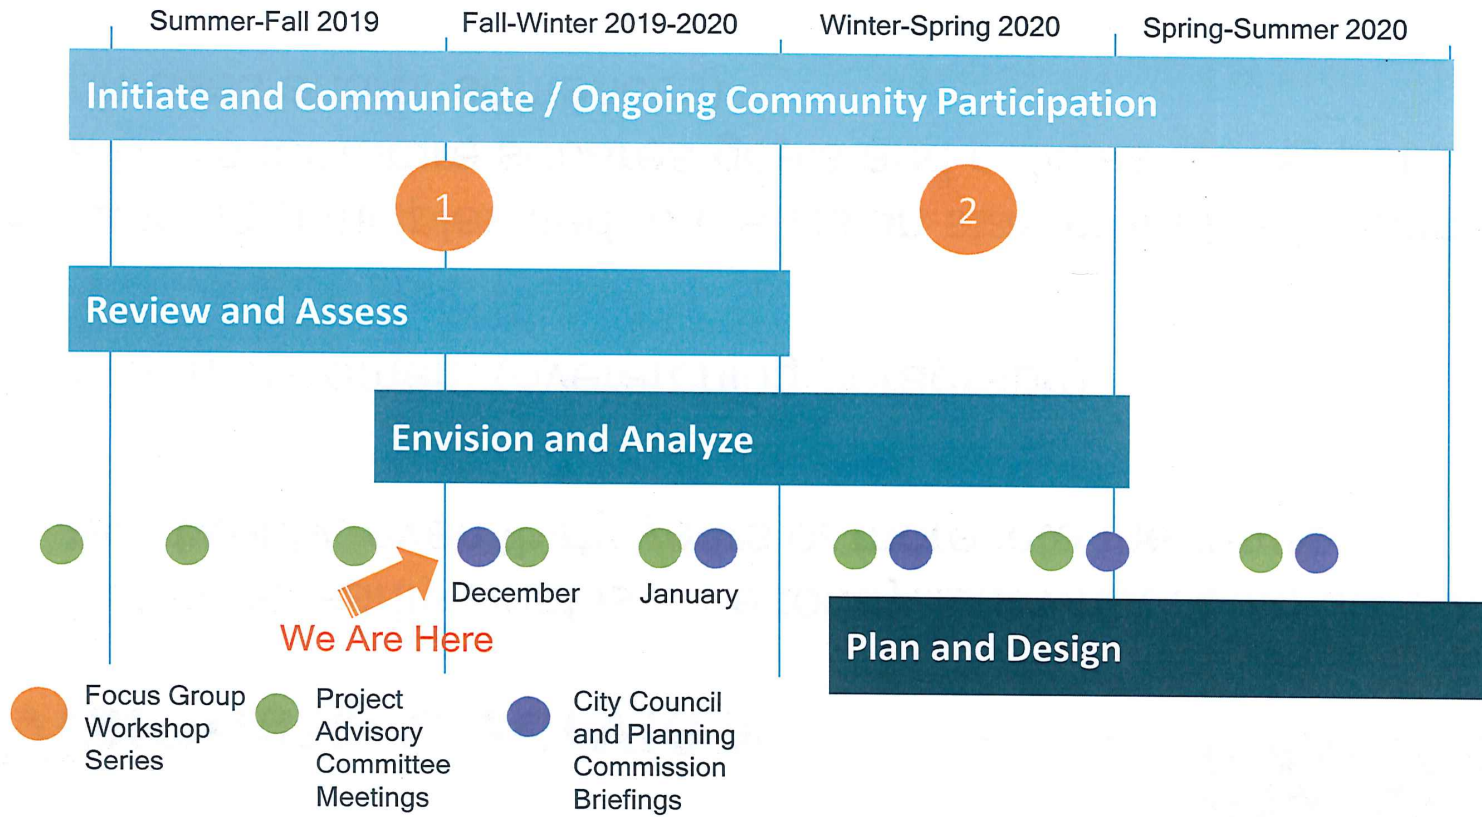 Summer-Fall 2019
Fall-Winter 2019-2020
Winter-Spring 2020
Spring-Summer 2020
Initiate and Communicate / Ongoing Community Participation
1
2
Review and Assess
Envision and Analyze
December
January
We Are Here
Plan and Design
Focus Group
Workshop
Series
Project
Advisory
Committee
Meetings
City Council
and Planning
Commission
Briefings